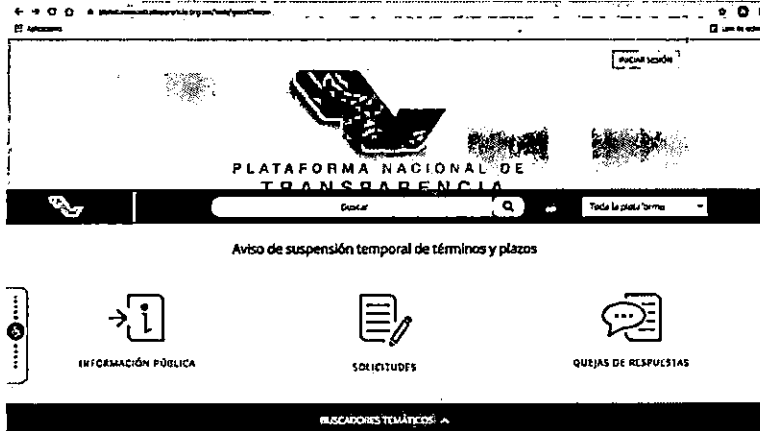 Aplicaciones
INICIAR SESIÓN
PLATAFORMA NACIONAL DE
TRANSPARENCIA
Buscar
Toda la plataforma
Aviso de suspensión temporal de términos y plazos
INFORMACIÓN PÚBLICA
SOLICITUDES
QUEJAS DE RESPUESTAS
BUSCADORES TEMÁTICOS